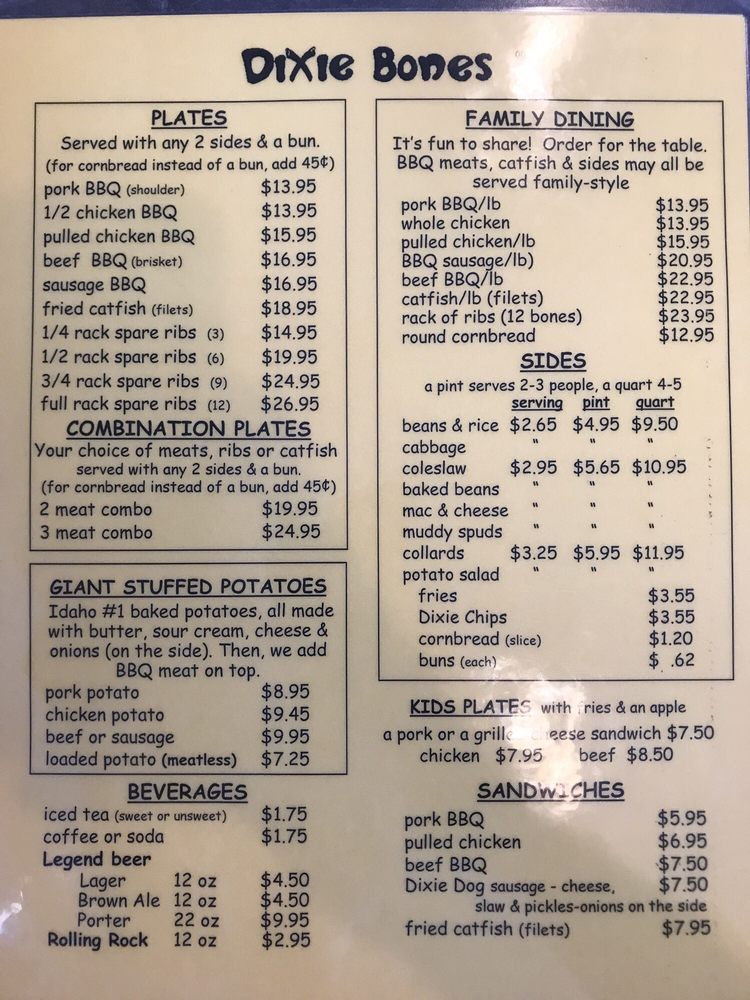 Dixie Bones
PLATES
Served with any 2 sides & a bun.
(for cornbread instead of a bun, add 45¢)
pork BBQ (shoulder) $13.95
1/2 chicken BBQ $13.95
pulled chicken BBQ $15.95
beef BBQ (brisket) $16.95
sausage BBQ $16.95
fried catfish (filets) $18.95
1/4 rack spare ribs (3) $14.95
1/2 rack spare ribs (6) $19.95
3/4 rack spare ribs (9) $24.95
full rack spare ribs (12) $26.95
COMBINATION PLATES
Your choice of meats, ribs or catfish
served with any 2 sides & a bun.
(for cornbread instead of a bun, add 45¢)
2 meat combo $19.95
3 meat combo $24.95
GIANT STUFFED POTATOES
Idaho #1 baked potatoes, all made
with butter, sour cream, cheese &
onions (on the side). Then, we add
BBQ meat on top.
pork potato $8.95
chicken potato $9.45
beef or sausage $9.95
loaded potato (meatless) $7.25
BEVERAGES
iced tea (sweet or unsweet) $1.75
coffee or soda $1.75
Legend beer
Lager 12 oz $4.50
Brown Ale 12 oz $4.50
Porter 22 oz $9.95
Rolling Rock 12 oz $2.95
FAMILY DINING
It's fun to share! Order for the table.
BBQ meats, catfish & sides may all be
served family-style
pork BBQ/lb $13.95
whole chicken $13.95
pulled chicken/lb $15.95
BBQ sausage/lb) $20.95
beef BBQ/lb $22.95
catfish/lb (filets) $22.95
rack of ribs (12 bones) $23.95
round cornbread $12.95
SIDES
a pint serves 2-3 people, a quart 4-5
serving pint quart
beans & rice $2.65 $4.95 $9.50
cabbage " " "
coleslaw $2.95 $5.65 $10.95
baked beans " " "
mac & cheese " " "
muddy spuds " " "
collards $3.25 $5.95 $11.95
potato salad " " "
fries $3.55
Dixie Chips $3.55
cornbread (slice) $1.20
buns (each) $ .62
KIDS PLATES with fries & an apple
a pork or a cheese sandwich $7.50
chicken $7.95 beef $8.50
SANDWICHES
pork BBQ $5.95
pulled chicken $6.95
beef BBQ $7.50
Dixie Dog sausage - cheese, $7.50
slaw & pickles-onions on the side
fried catfish (filets) $7.95